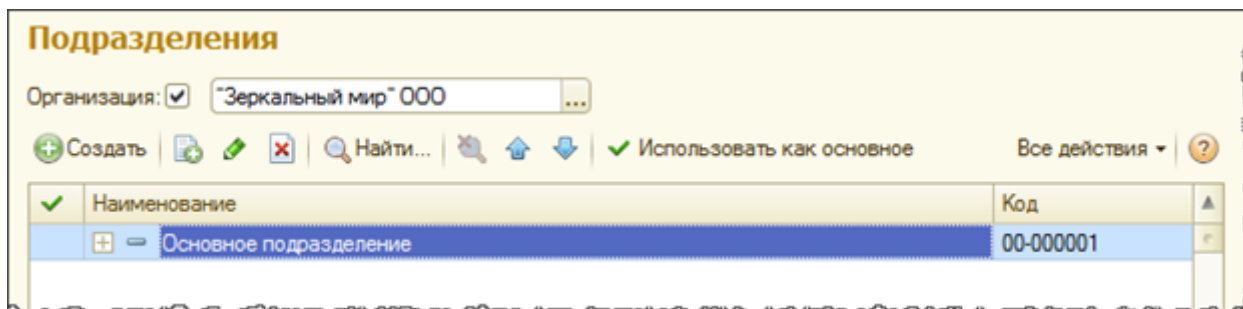 Подразделения
Организация: "Зеркальный мир" ООО ...
Создать Найти... Использовать как основное Все действия ?
Наименование Код
Основное подразделение 00-000001